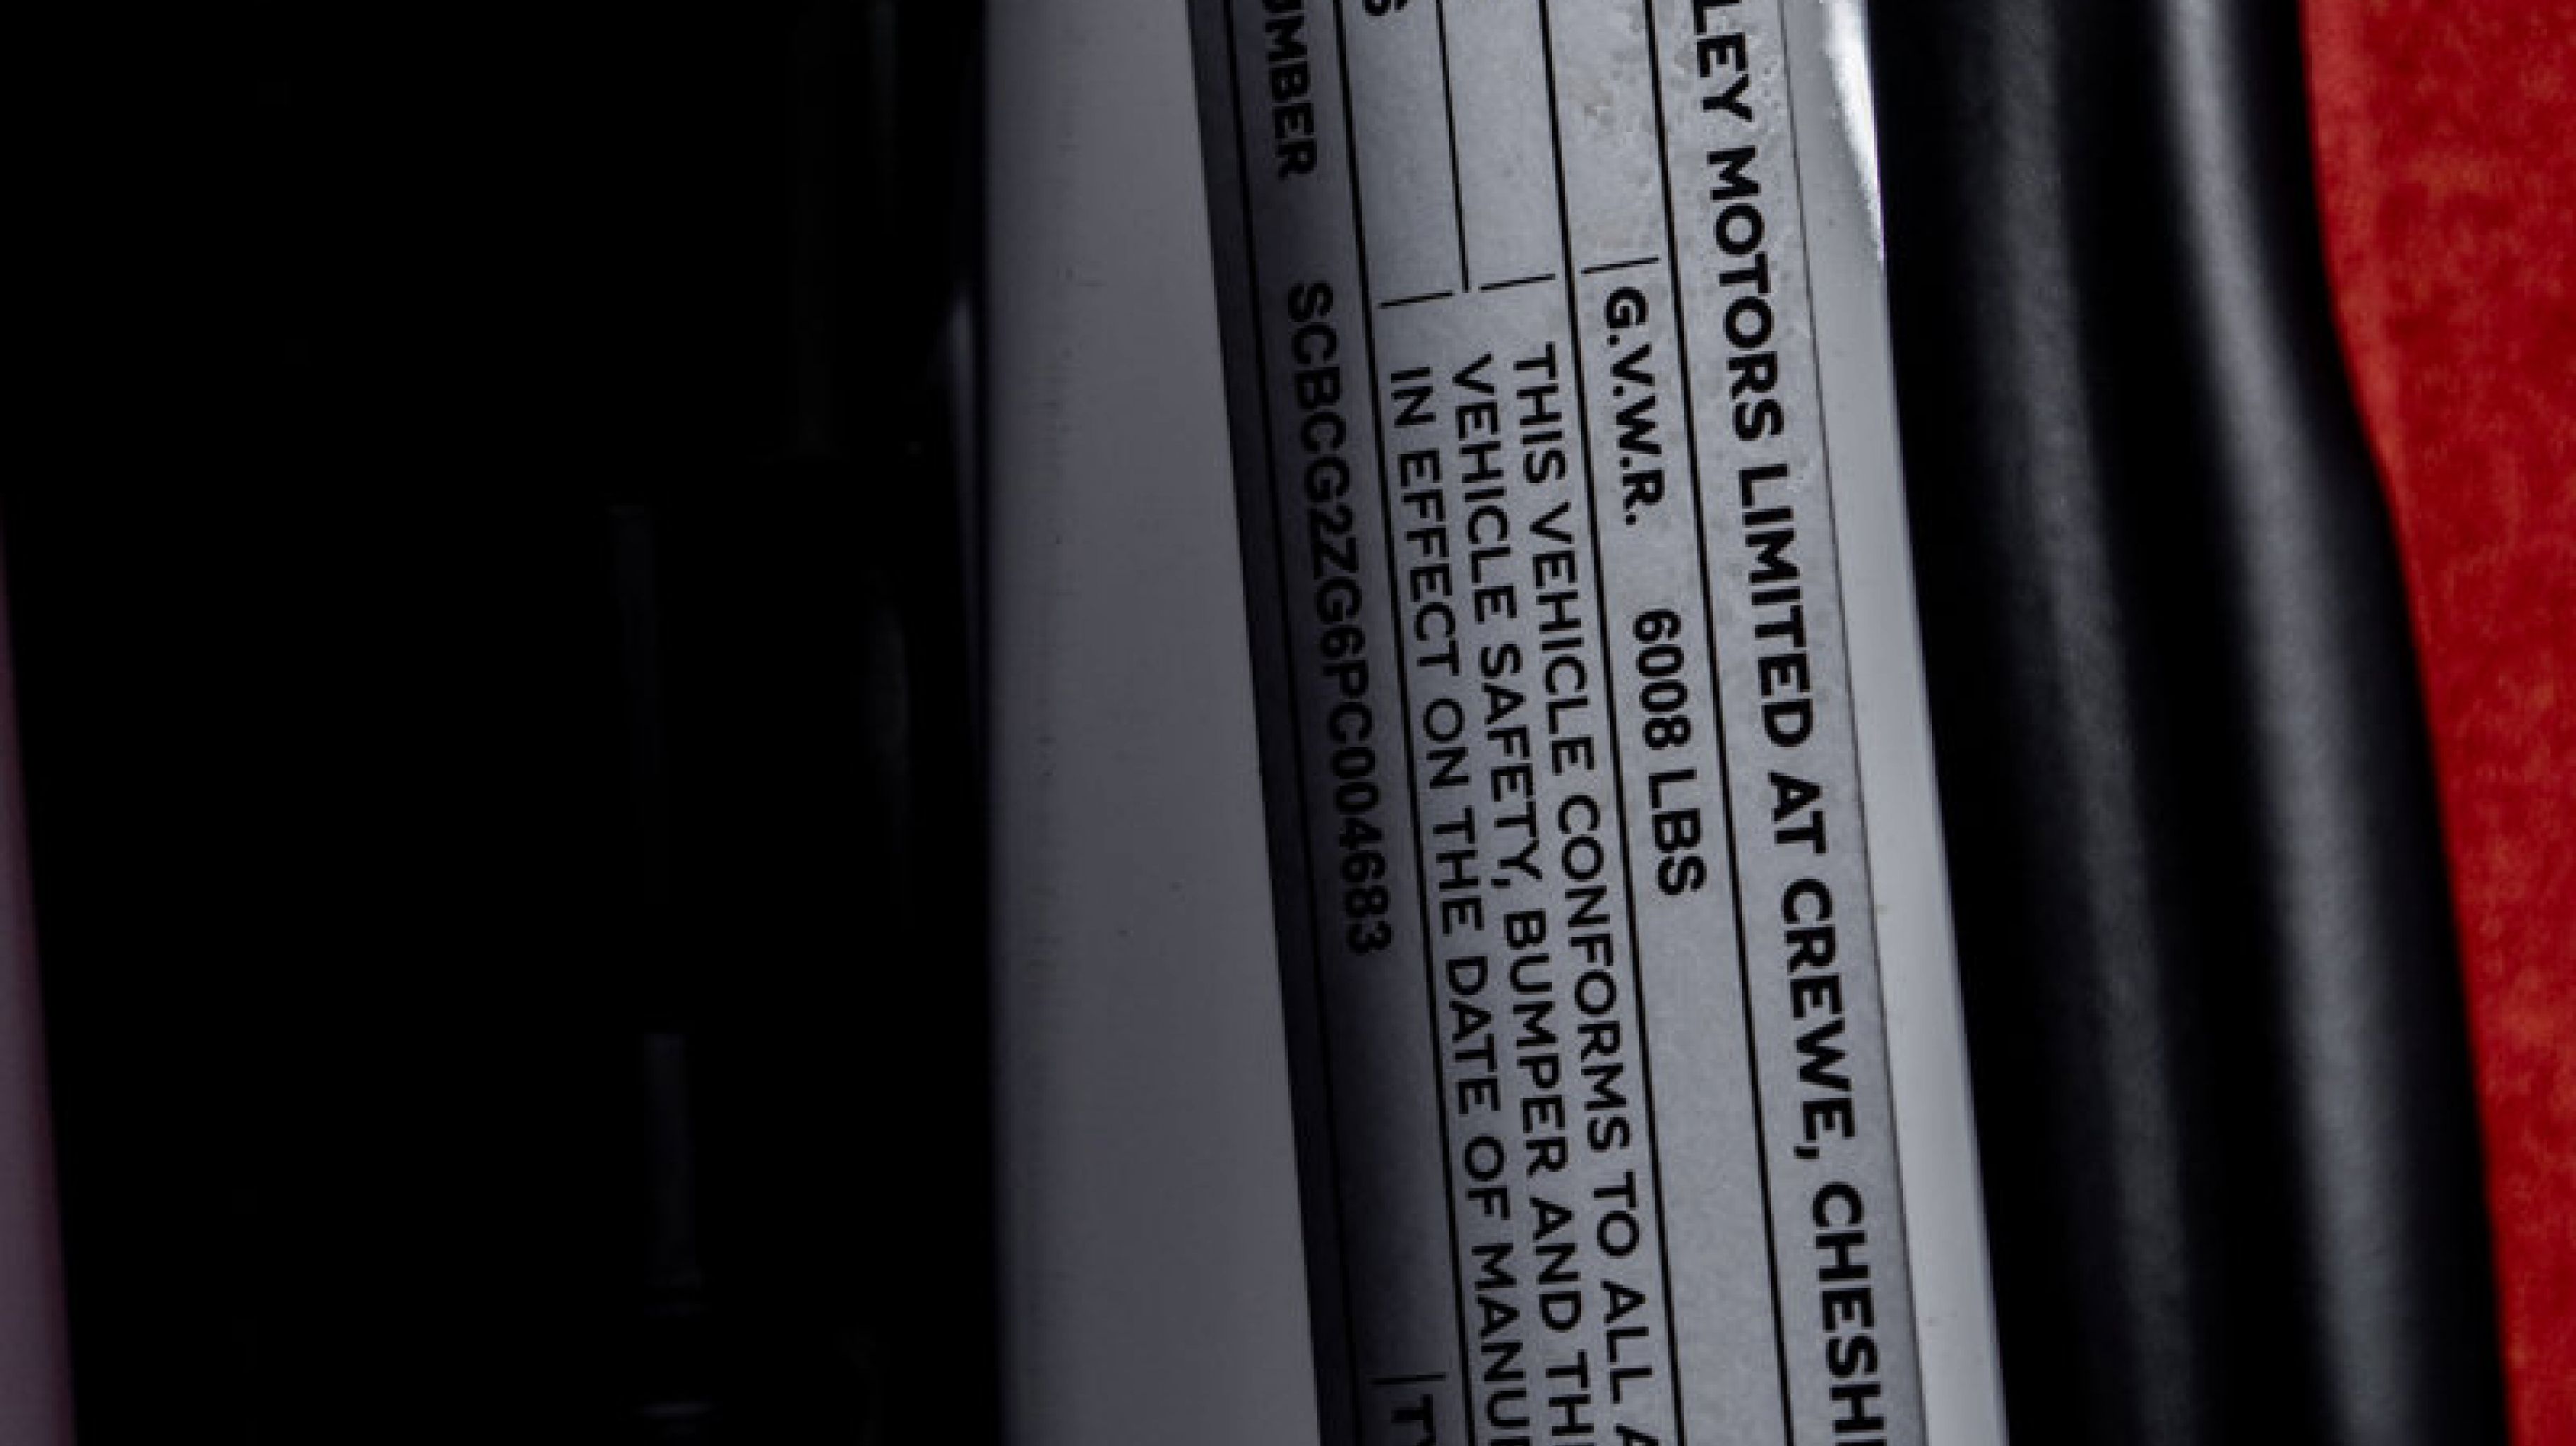 LEY MOTORS LIMITED AT CREWE, CHESH
G.V.W.R. 6008 LBS
THIS VEHICLE CONFORMS TO ALL A
VEHICLE SAFETY, BUMPER AND TH
IN EFFECT ON THE DATE OF MANU
UMBER SCBCG2ZG6PC004683